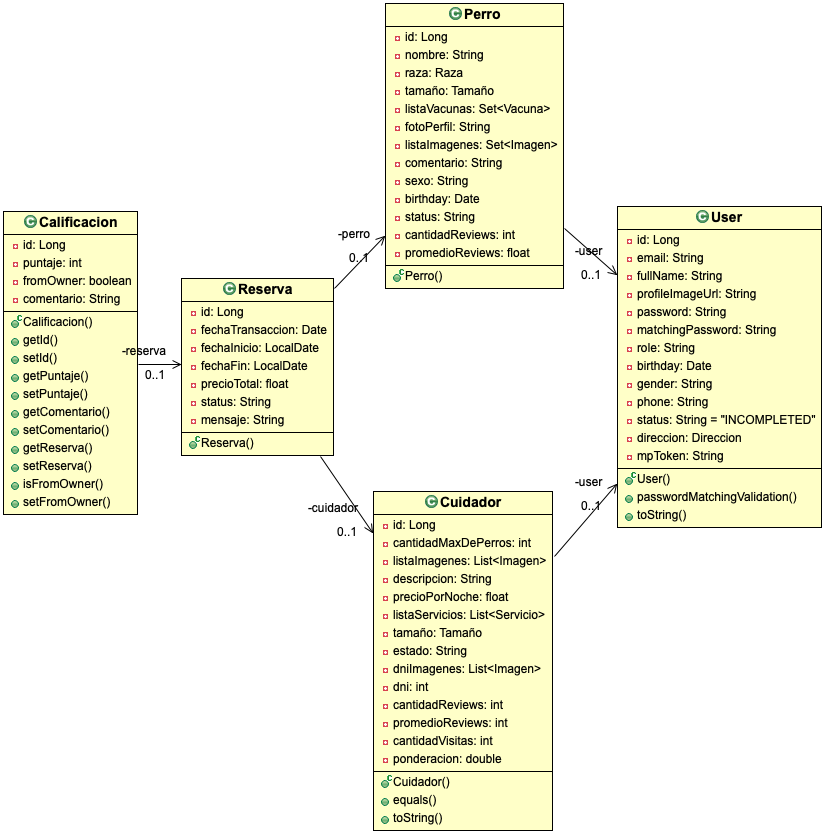 Perro
id: Long
nombre: String
raza: Raza
tamaño: Tamaño
listaVacunas: Set<Vacuna>
fotoPerfil: String
listaImagenes: Set<Imagen>
comentario: String
sexo: String
birthday: Date
status: String
cantidadReviews: int
promedioReviews: float
Perro()
Calificacion
id: Long
puntaje: int
fromOwner: boolean
comentario: String
Calificacion()
getId()
setId()
getPuntaje()
setPuntaje()
getComentario()
setComentario()
getReserva()
setReserva()
isFromOwner()
setFromOwner()
-reserva
0..1
Reserva
id: Long
fechaTransaccion: Date
fechaInicio: LocalDate
fechaFin: LocalDate
precioTotal: float
status: String
mensaje: String
Reserva()
-perro
0..1
-cuidador
0..1
-user
0..1
User
id: Long
email: String
fullName: String
profileImageUrl: String
password: String
matchingPassword: String
role: String
birthday: Date
gender: String
phone: String
status: String = "INCOMPLETED"
direccion: Direccion
mpToken: String
User()
passwordMatchingValidation()
toString()
-user
0..1
Cuidador
id: Long
cantidadMaxDePerros: int
listaImagenes: List<Imagen>
descripcion: String
precioPorNoche: float
listaServicios: List<Servicio>
tamaño: Tamaño
estado: String
dniImagenes: List<Imagen>
dni: int
cantidadReviews: int
promedioReviews: int
cantidadVisitas: int
ponderacion: double
Cuidador()
equals()
toString()